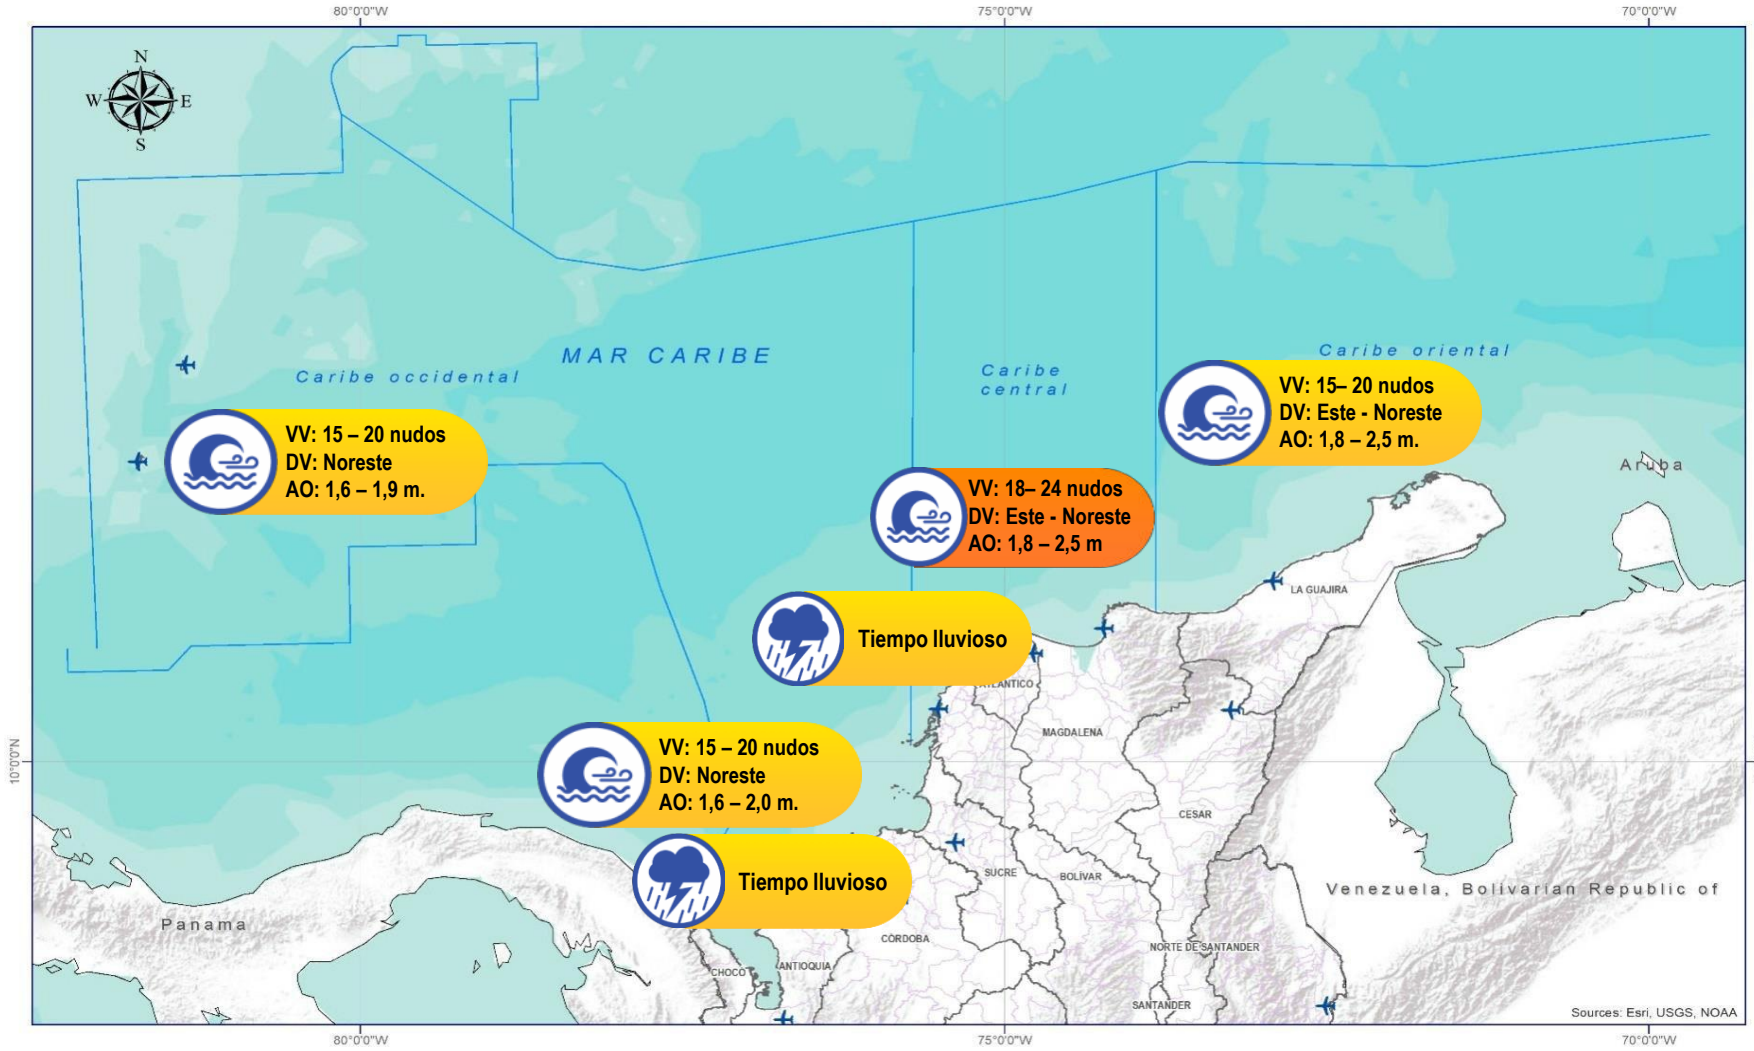 80°0'0"W
75°0'0"W
70°0'0"W
N
W
E
S
MAR CARIBE
Caribe occidental
Caribe
central
Caribe oriental
VV: 15– 20 nudos
DV: Este - Noreste
AO: 1,8 – 2,5 m.
VV: 15 – 20 nudos
DV: Noreste
AO: 1,6 – 1,9 m.
Aruba
VV: 18– 24 nudos
DV: Este - Noreste
AO: 1,8 – 2,5 m
LA GUAJIRA
Tiempo lluvioso
ATLANTICO
MAGDALENA
10°0'0"N
VV: 15 – 20 nudos
DV: Noreste
AO: 1,6 – 2,0 m.
CESAR
Tiempo lluvioso
SUCRE
BOLÍVAR
Venezuela, Bolivarian Republic of
Panama
CORDOBA
NORTE DE SANTANDER
CHOCO
ANTIOQUIA
SANTANDER
Sources: Esri, USGS, NOAA
80°0'0"W
75°0'0"W
70°0'0"W